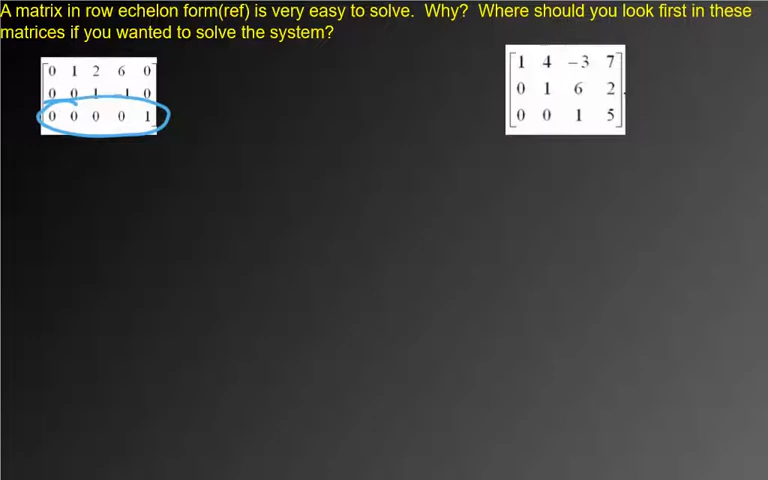 A matrix in row echelon form(ref) is very easy to solve.  Why?  Where should you look first in these
matrices if you wanted to solve the system?
0 1 2 6 0
0 0 1 -1 0
0 0 0 0 1
1 4 -3 7
0 1 6 2
0 0 1 5